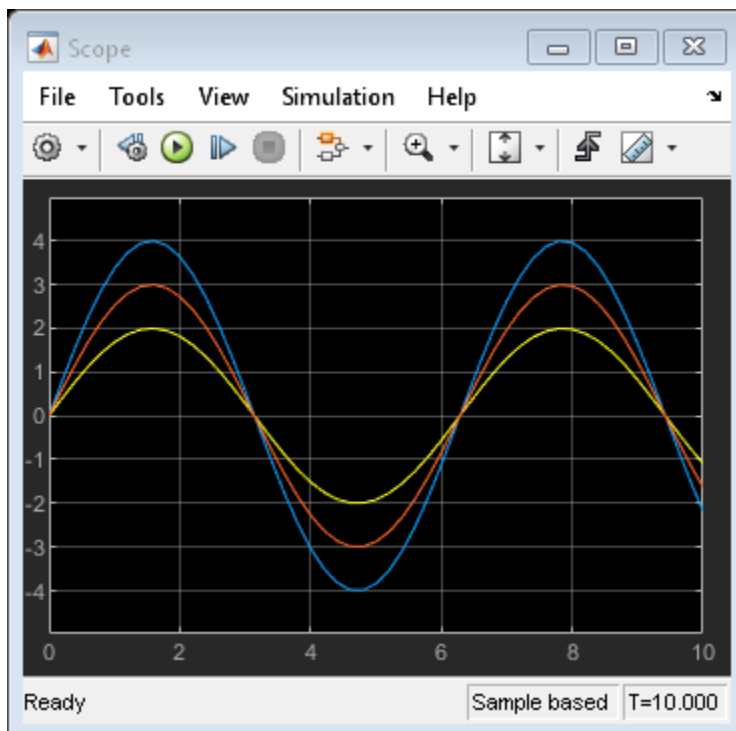 Scope
File Tools View Simulation Help
4
3
2
1
0
-1
-2
-3
-4
0 2 4 6 8 10
Ready Sample based T=10.000